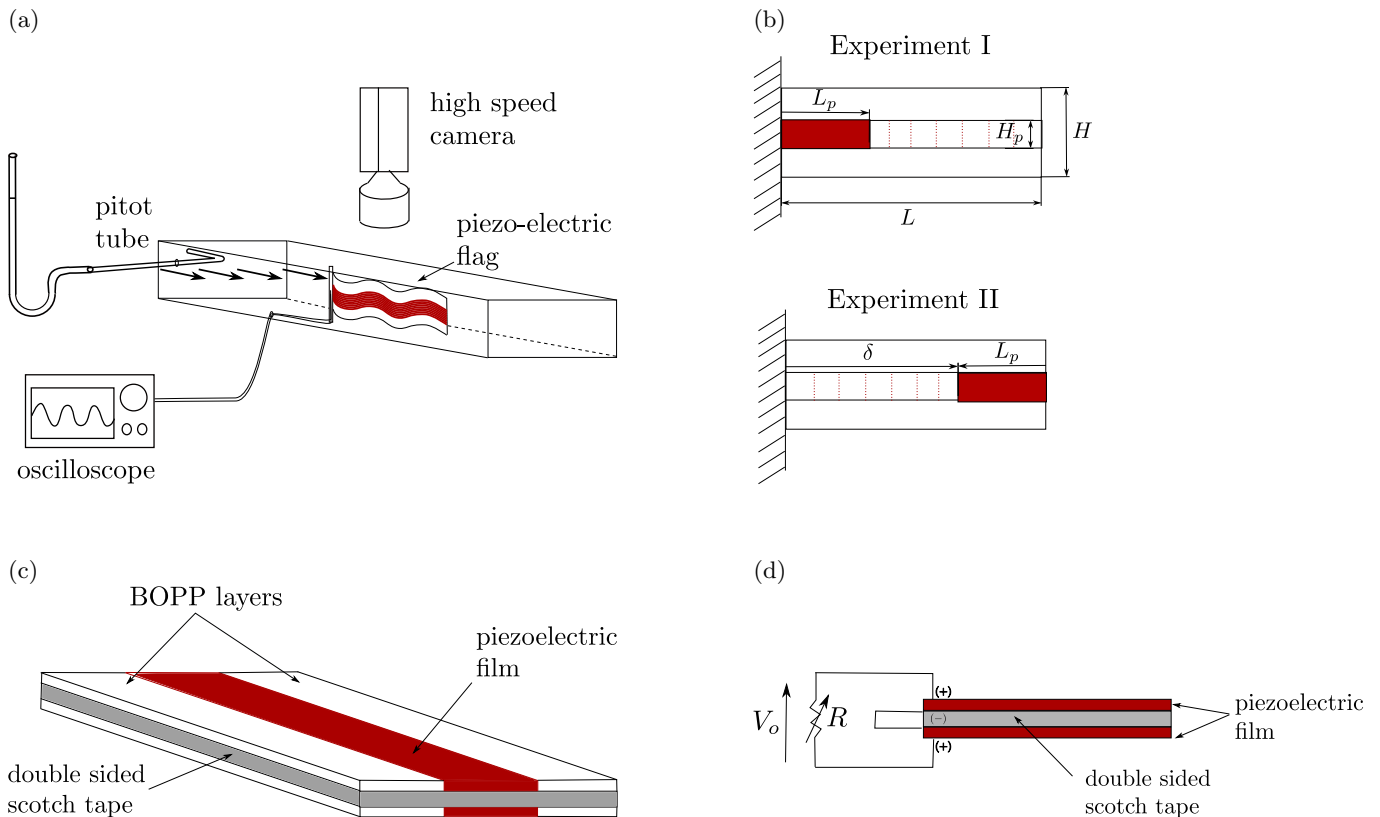 (a)
high speed
camera
pitot
tube
piezo-electric
flag
oscilloscope
(b)
Experiment I
L_p
H_p
H
L
Experiment II
δ
L_p
(c)
BOPP layers
piezoelectric
film
double sided
scotch tape
(d)
V_o
R
(+)
(−)
(+)
piezoelectric
film
double sided
scotch tape